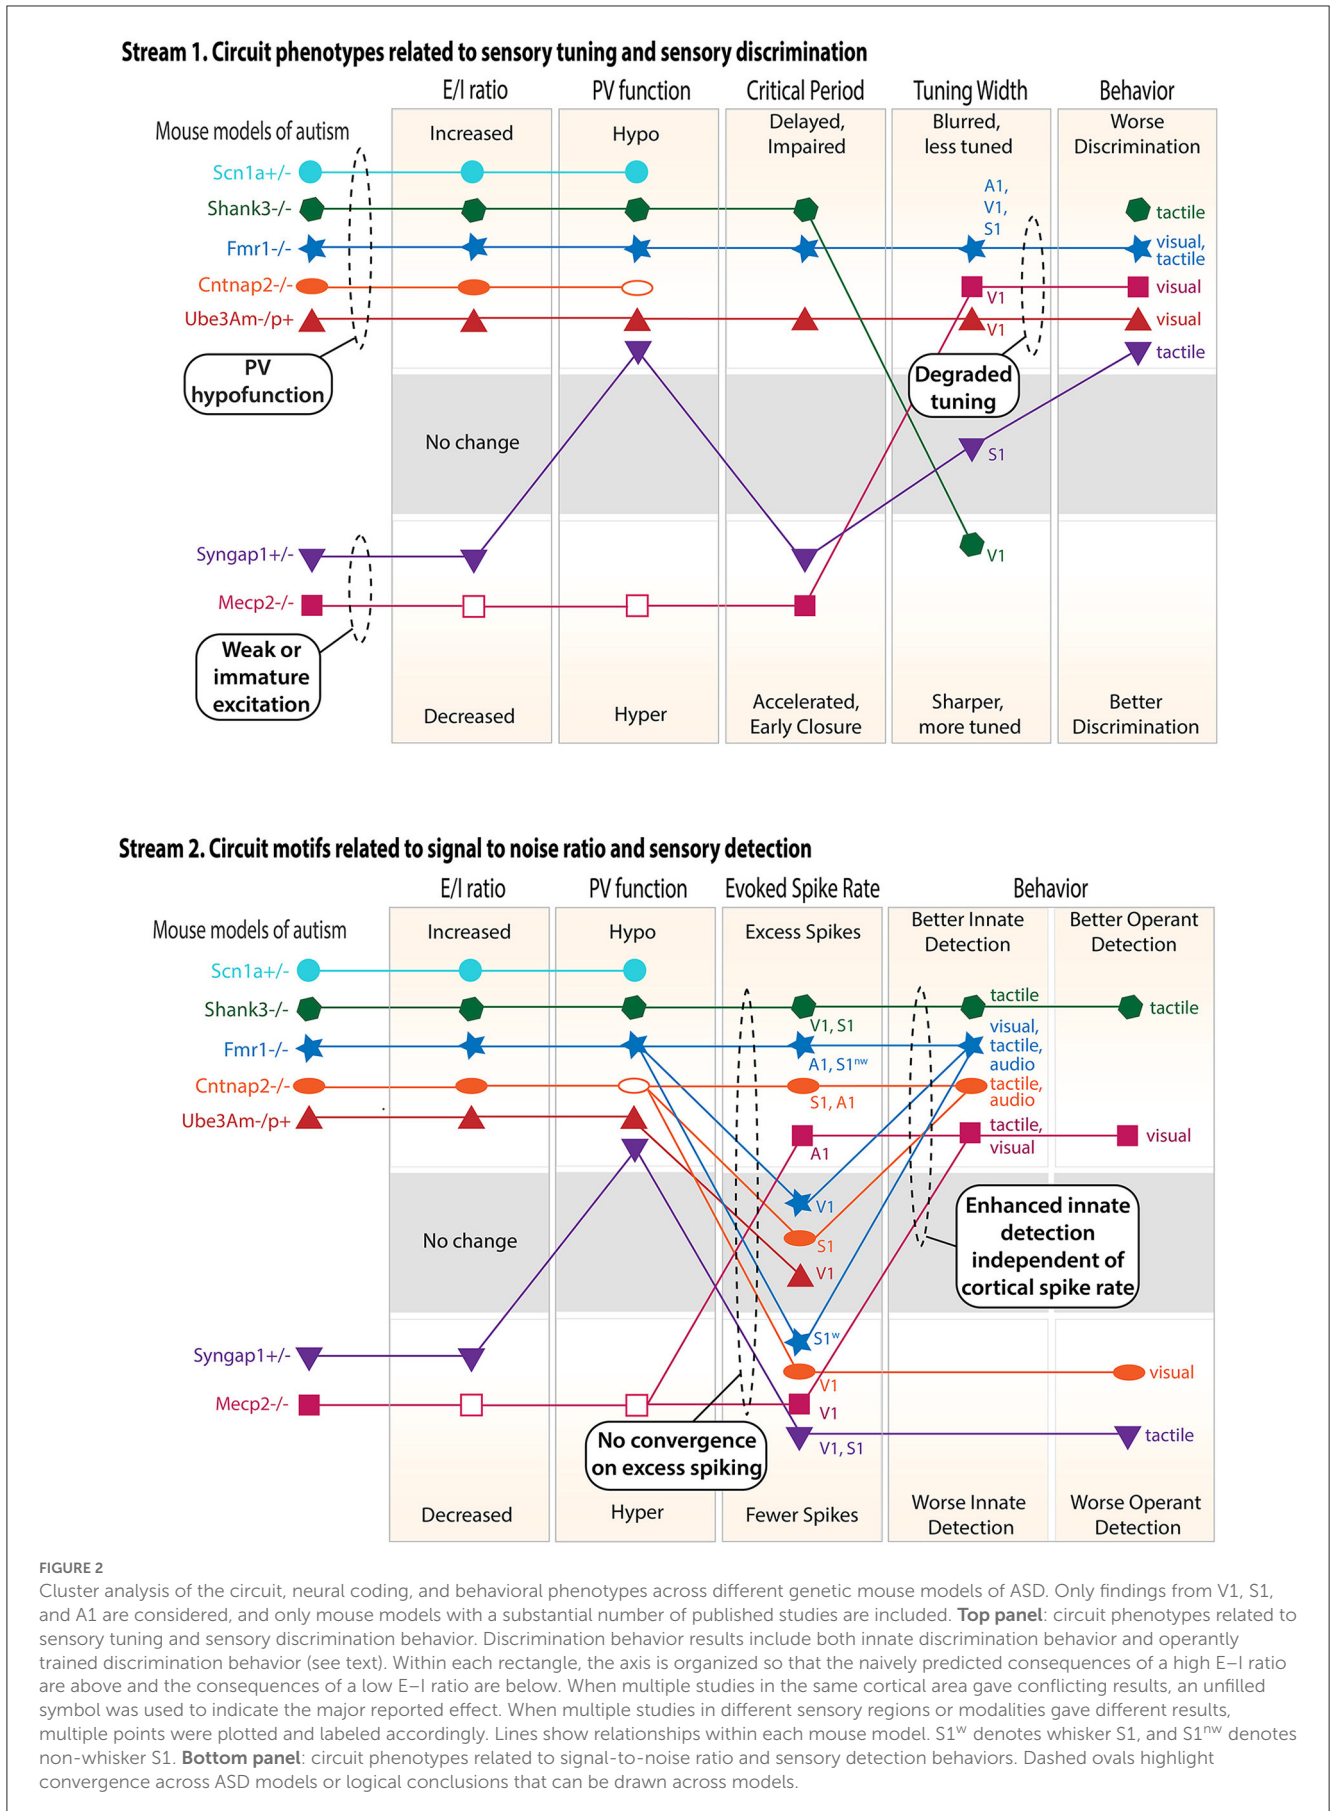 Stream 1. Circuit phenotypes related to sensory tuning and sensory discrimination
E/I ratio
PV function
Critical Period
Tuning Width
Behavior
Mouse models of autism
Increased
Hypo
Delayed,
Impaired
Blurred,
less tuned
Worse
Discrimination
Scn1a+/-
Shank3-/-
Fmr1-/-
Cntnap2-/-
Ube3Am-/p+
A1,
V1,
S1
V1
V1
tactile
visual,
tactile
visual
visual
tactile
PV
hypofunction
Degraded
tuning
No change
S1
Syngap1+/-
V1
Mecp2-/-
Weak or
immature
excitation
Decreased
Hyper
Accelerated,
Early Closure
Sharper,
more tuned
Better
Discrimination
Stream 2. Circuit motifs related to signal to noise ratio and sensory detection
E/I ratio
PV function
Evoked Spike Rate
Behavior
Mouse models of autism
Increased
Hypo
Excess Spikes
Better Innate
Detection
Better Operant
Detection
Scn1a+/-
Shank3-/-
Fmr1-/-
Cntnap2-/-
Ube3Am-/p+
V1, S1
A1, S1nw
S1, A1
A1
tactile
visual,
tactile,
audio
tactile,
audio
tactile,
visual
tactile
visual
V1
S1
V1
No change
Enhanced innate
detection
independent of
cortical spike rate
S1w
Syngap1+/-
V1
visual
Mecp2-/-
V1
V1, S1
tactile
No convergence
on excess spiking
Decreased
Hyper
Fewer Spikes
Worse Innate
Detection
Worse Operant
Detection
FIGURE 2
Cluster analysis of the circuit, neural coding, and behavioral phenotypes across different genetic mouse models of ASD. Only findings from V1, S1,
and A1 are considered, and only mouse models with a substantial number of published studies are included. Top panel: circuit phenotypes related to
sensory tuning and sensory discrimination behavior. Discrimination behavior results include both innate discrimination behavior and operantly
trained discrimination behavior (see text). Within each rectangle, the axis is organized so that the naively predicted consequences of a high E–I ratio
are above and the consequences of a low E–I ratio are below. When multiple studies in the same cortical area gave conflicting results, an unfilled
symbol was used to indicate the major reported effect. When multiple studies in different sensory regions or modalities gave different results,
multiple points were plotted and labeled accordingly. Lines show relationships within each mouse model. S1w denotes whisker S1, and S1nw denotes
non-whisker S1. Bottom panel: circuit phenotypes related to signal-to-noise ratio and sensory detection behaviors. Dashed ovals highlight
convergence across ASD models or logical conclusions that can be drawn across models.